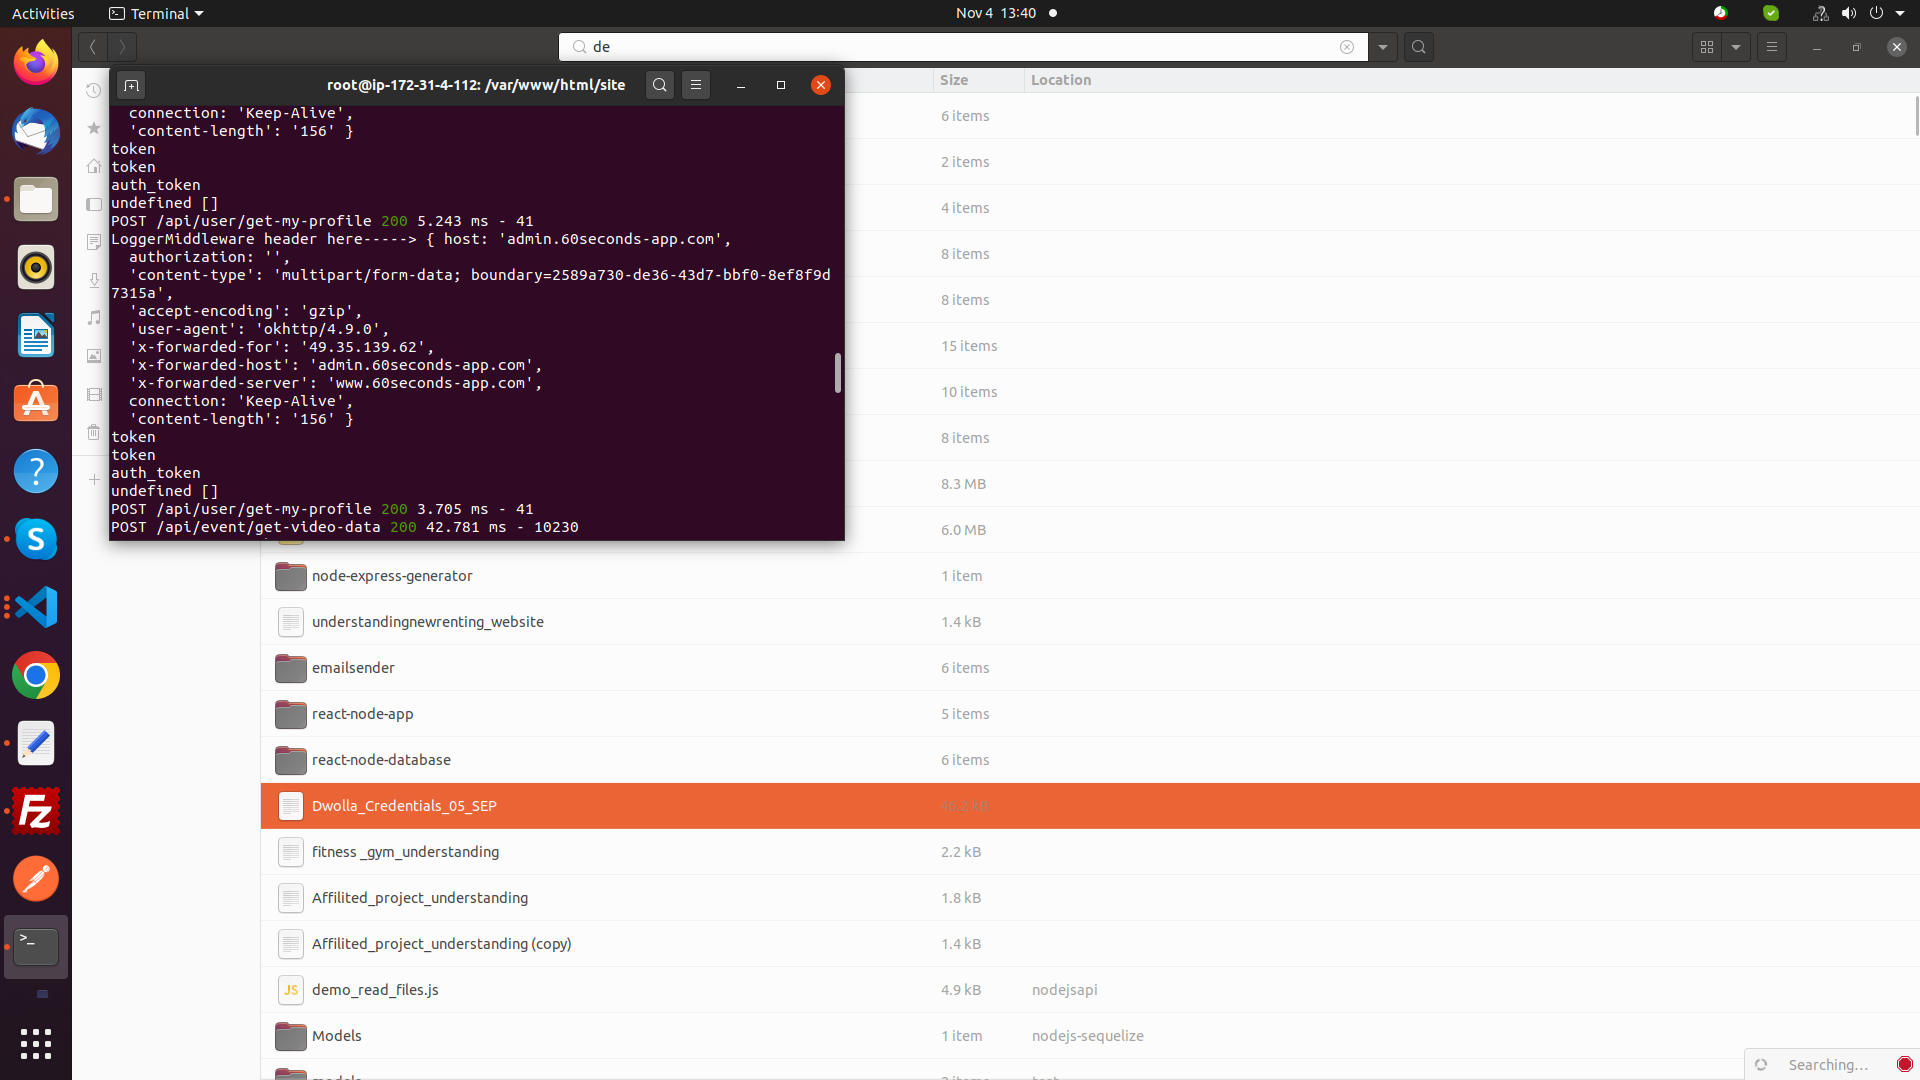 Activities
Terminal
Nov 4 13:40
de
Size
Location
root@ip-172-31-4-112: /var/www/html/site
connection: 'Keep-Alive',
'content-length': '156' }
token
token
auth_token
undefined []
POST /api/user/get-my-profile 200 5.243 ms - 41
LoggerMiddleware header here-----> { host: 'admin.60seconds-app.com',
authorization: '',
'content-type': 'multipart/form-data; boundary=2589a730-de36-43d7-bbf0-8ef8f9d
7315a',
'accept-encoding': 'gzip',
'user-agent': 'okhttp/4.9.0',
'x-forwarded-for': '49.35.139.62',
'x-forwarded-host': 'admin.60seconds-app.com',
'x-forwarded-server': 'www.60seconds-app.com',
connection: 'Keep-Alive',
'content-length': '156' }
token
token
auth_token
undefined []
POST /api/user/get-my-profile 200 3.705 ms - 41
POST /api/event/get-video-data 200 42.781 ms - 10230
6 items
2 items
4 items
8 items
8 items
15 items
10 items
8 items
8.3 MB
6.0 MB
node-express-generator 1 item
understandingnewrenting_website 1.4 kB
emailsender 6 items
react-node-app 5 items
react-node-database 6 items
Dwolla_Credentials_05_SEP
fitness _gym_understanding 2.2 kB
Affilited_project_understanding 1.8 kB
Affilited_project_understanding (copy) 1.4 kB
JS demo_read_files.js 4.9 kB nodejsapi
Models 1 item nodejs-sequelize
Searching…